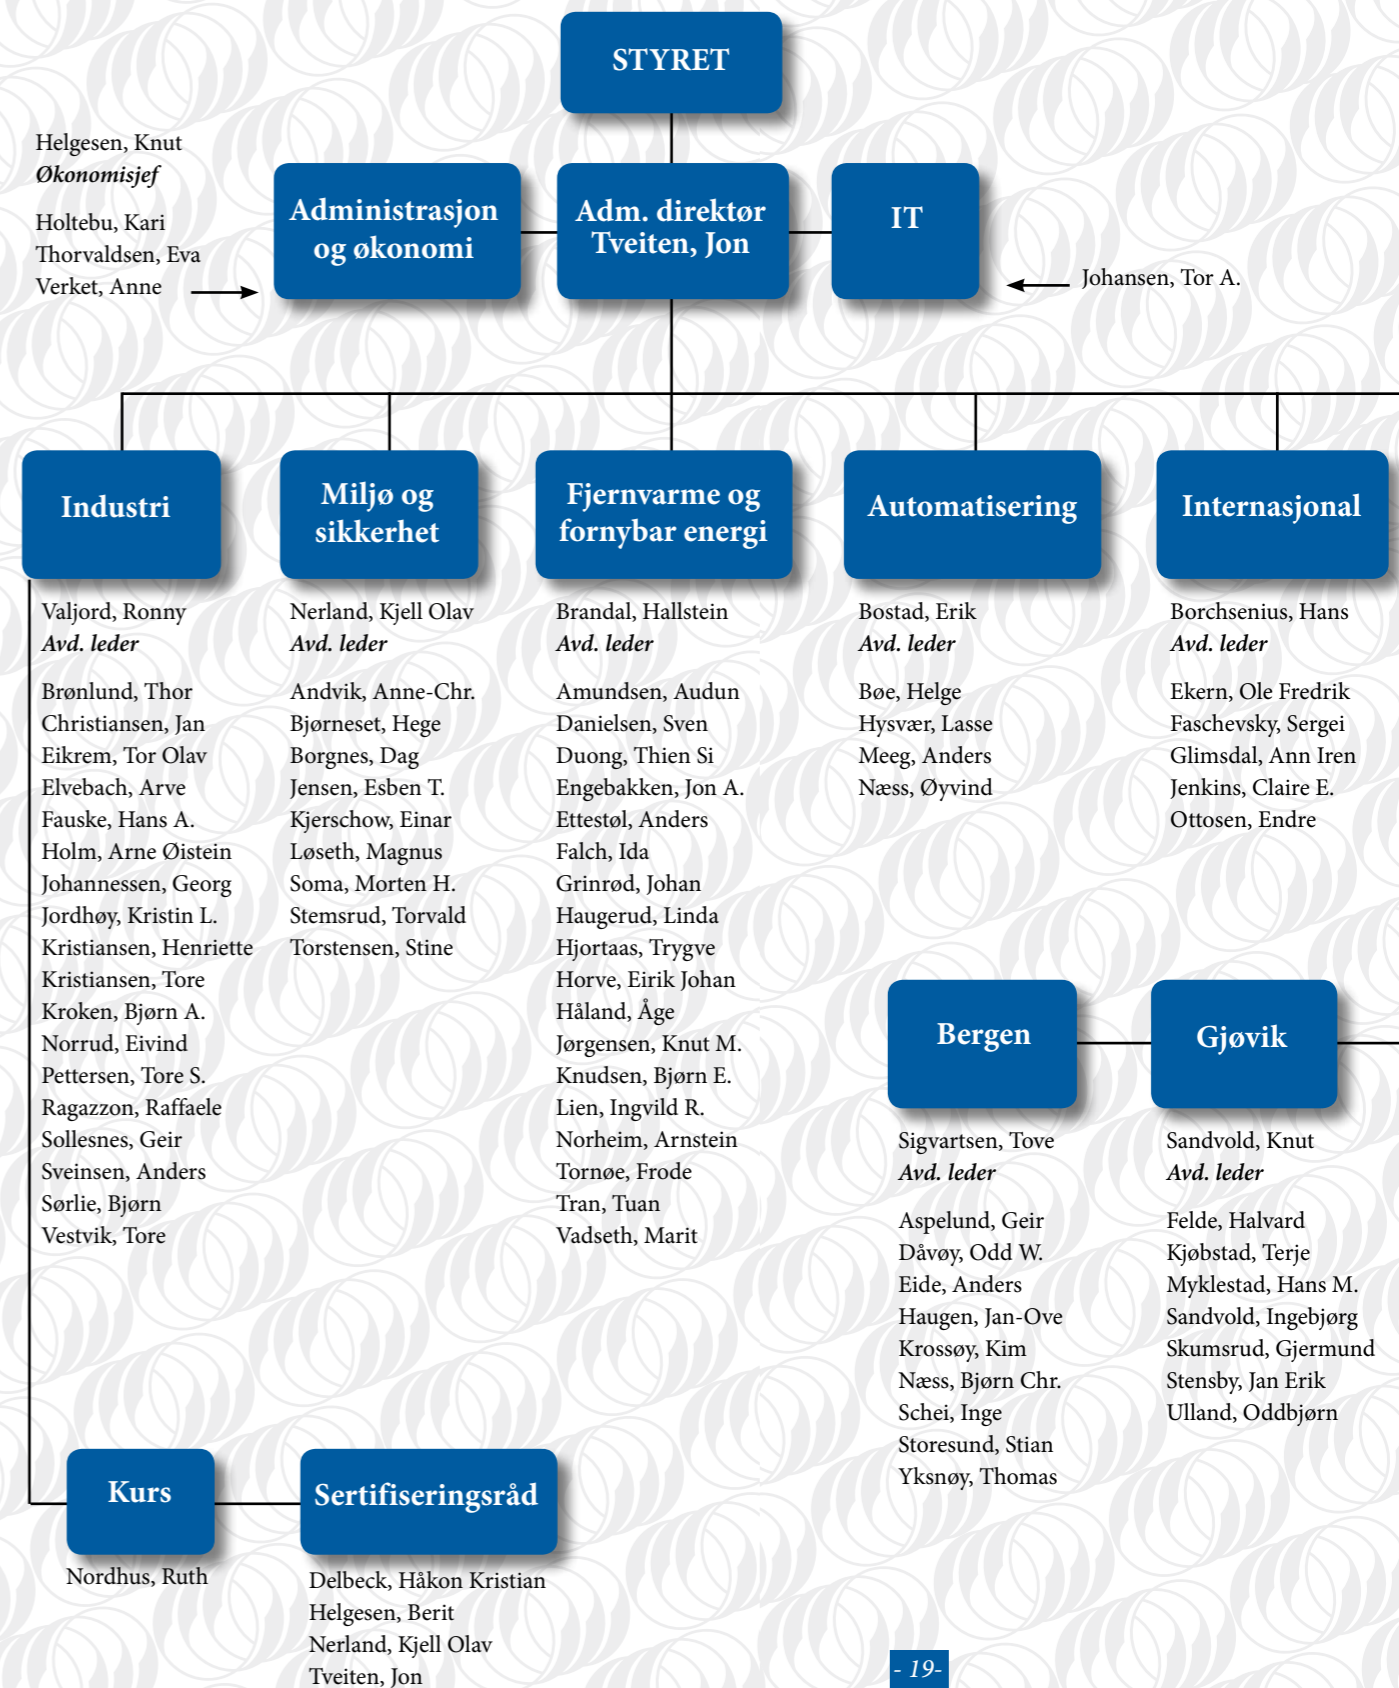 STYRET
Helgesen, Knut
Økonomisjef
Holtebu, Kari
Thorvaldsen, Eva
Verket, Anne
Administrasjon
og økonomi
Adm. direktør
Tveiten, Jon
IT
Johansen, Tor A.
Industri
Valjord, Ronny
Avd. leder
Brønlund, Thor
Christiansen, Jan
Eikrem, Tor Olav
Elvebach, Arve
Fauske, Hans A.
Holm, Arne Øistein
Johannessen, Georg
Jordhøy, Kristin L.
Kristiansen, Henriette
Kristiansen, Tore
Kroken, Bjørn A.
Norrud, Eivind
Pettersen, Tore S.
Ragazzon, Raffaele
Sollesnes, Geir
Sveinsen, Anders
Sørlie, Bjørn
Vestvik, Tore
Miljø og
sikkerhet
Nerland, Kjell Olav
Avd. leder
Andvik, Anne-Chr.
Bjørneset, Hege
Borgnes, Dag
Jensen, Esben T.
Kjerschow, Einar
Løseth, Magnus
Soma, Morten H.
Stemsrud, Torvald
Torstensen, Stine
Fjernvarme og
fornybar energi
Brandal, Hallstein
Avd. leder
Amundsen, Audun
Danielsen, Sven
Duong, Thien Si
Engebakken, Jon A.
Ettestøl, Anders
Falch, Ida
Grinrød, Johan
Haugerud, Linda
Hjortaas, Trygve
Horve, Eirik Johan
Håland, Åge
Jørgensen, Knut M.
Knudsen, Bjørn E.
Lien, Ingvild R.
Norheim, Arnstein
Tornøe, Frode
Tran, Tuan
Vadseth, Marit
Automatisering
Bostad, Erik
Avd. leder
Bøe, Helge
Hysvær, Lasse
Meeg, Anders
Næss, Øyvind
Internasjonal
Borchsenius, Hans
Avd. leder
Ekern, Ole Fredrik
Faschevsky, Sergei
Glimsdal, Ann Iren
Jenkins, Claire E.
Ottosen, Endre
Bergen
Sigvartsen, Tove
Avd. leder
Aspelund, Geir
Dåvøy, Odd W.
Eide, Anders
Haugen, Jan-Ove
Krossøy, Kim
Næss, Bjørn Chr.
Schei, Inge
Storesund, Stian
Yksnøy, Thomas
Gjøvik
Sandvold, Knut
Avd. leder
Felde, Halvard
Kjøbstad, Terje
Myklestad, Hans M.
Sandvold, Ingebjørg
Skumsrud, Gjermund
Stensby, Jan Erik
Ulland, Oddbjørn
Kurs
Nordhus, Ruth
Sertifiseringsråd
Delbeck, Håkon Kristian
Helgesen, Berit
Nerland, Kjell Olav
Tveiten, Jon
- 19-